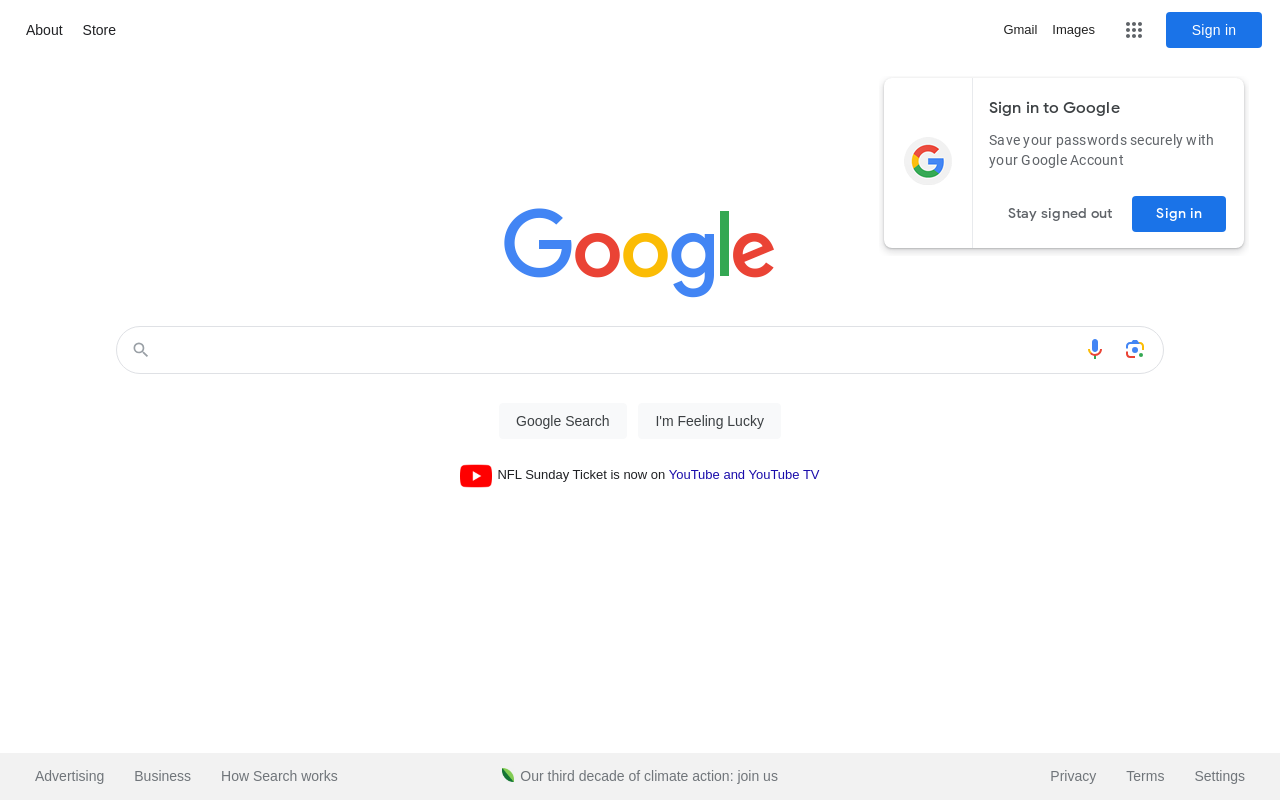 About Store
Gmail Images Sign in
Sign in to Google
Save your passwords securely with
your Google Account
Stay signed out Sign in
Google
Google Search I'm Feeling Lucky
NFL Sunday Ticket is now on YouTube and YouTube TV
Advertising Business How Search works
Our third decade of climate action: join us
Privacy Terms Settings